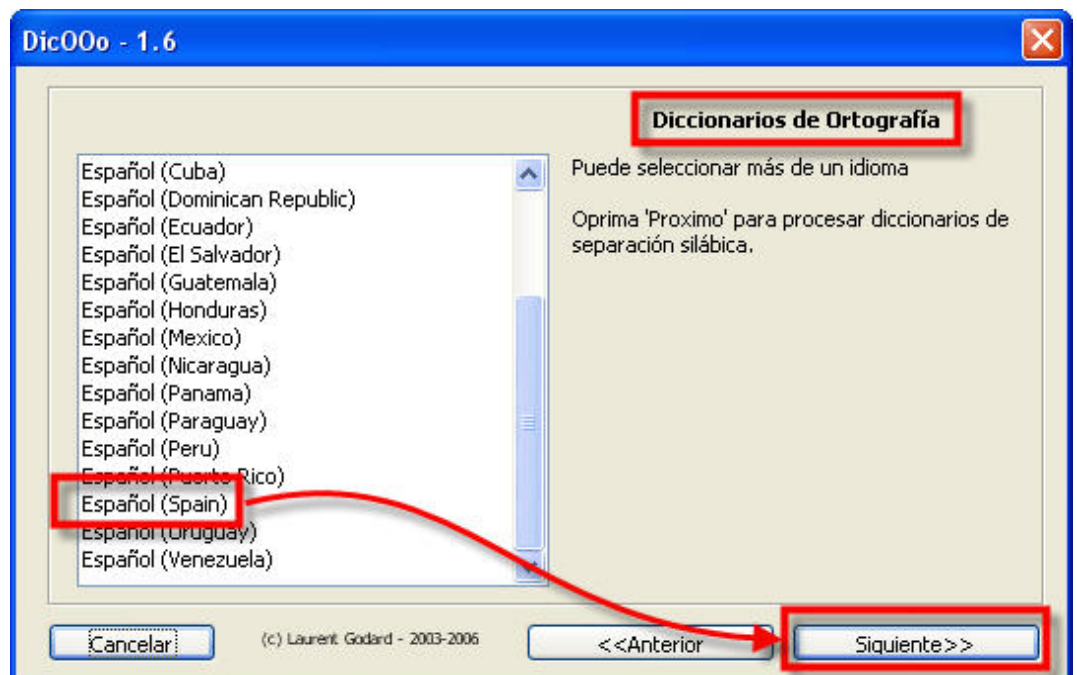 DicOOo - 1.6
Diccionarios de Ortografía
Español (Cuba)
Español (Dominican Republic)
Español (Ecuador)
Español (El Salvador)
Español (Guatemala)
Español (Honduras)
Español (Mexico)
Español (Nicaragua)
Español (Panama)
Español (Paraguay)
Español (Peru)
Español (Puerto Rico)
Español (Spain)
Español (Uruguay)
Español (Venezuela)
Puede seleccionar más de un idioma
Oprima 'Proximo' para procesar diccionarios de
separación silábica.
Cancelar
(c) Laurent Godard - 2003-2006
<<Anterior
Siguiente>>